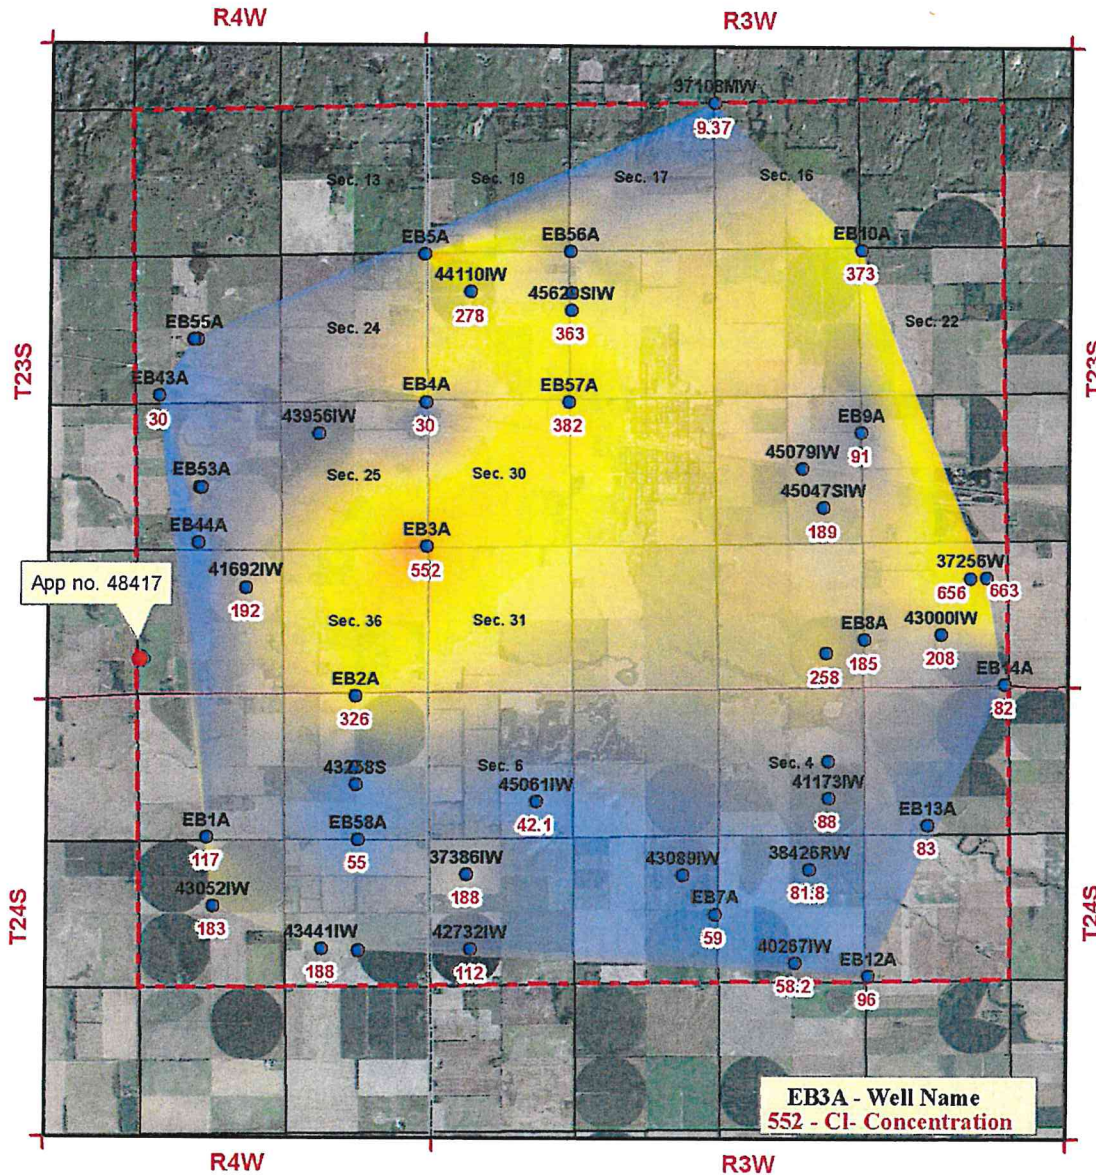 R4W
R3W
37108MW
9.37
Sec. 13
Sec. 19
Sec. 17
Sec. 16
EB5A
EB56A
EB10A
373
44110IW
278
45620SIW
363
Sec. 24
Sec. 22
EB55A
T23S
T23S
EB43A
30
EB4A
30
EB57A
382
43956IW
EB9A
91
45079IW
EB53A
Sec. 25
Sec. 30
45047SIW
189
EB44A
EB3A
552
41692IW
192
37256W
656
663
App no. 48417
Sec. 36
Sec. 31
43000IW
208
EB8A
185
258
EB14A
82
EB2A
326
43258S
Sec. 6
Sec. 4
45061IW
42.1
41173IW
88
EB1A
117
EB58A
55
EB13A
83
37386IW
188
43089IW
38426RW
81.8
43052IW
183
EB7A
59
T24S
T24S
43441IW
188
42732IW
112
40267IW
58.2
EB12A
96
EB3A - Well Name
552 - Cl- Concentration
R4W
R3W